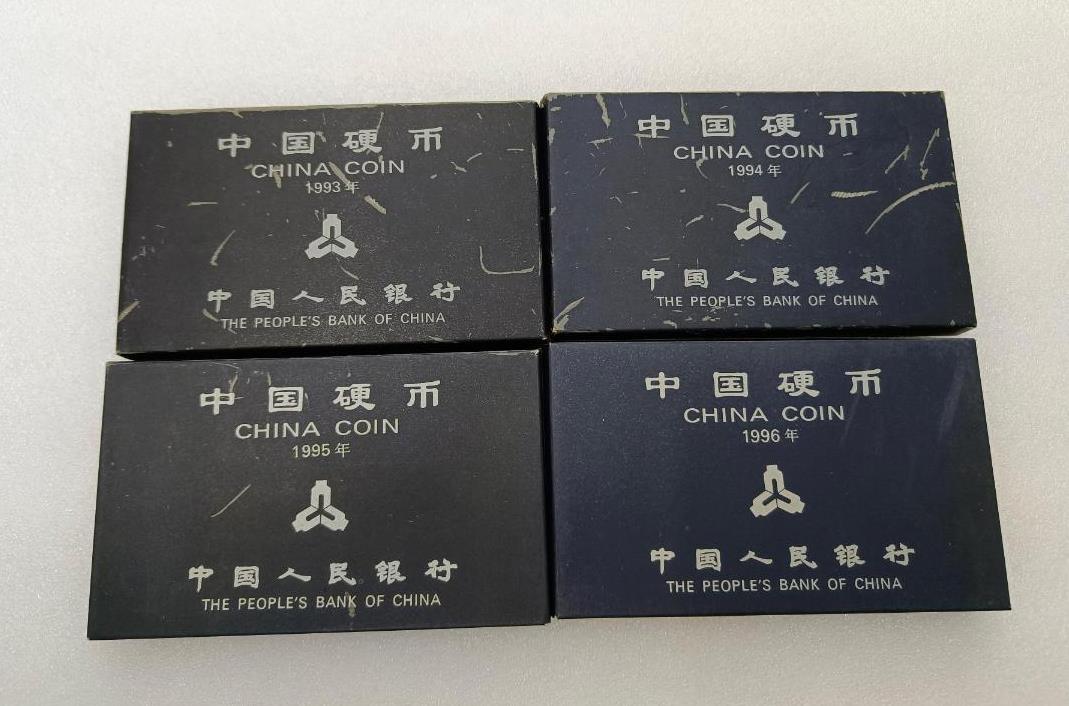 中国硬币
CHINA COIN
1993年
中国人民银行
THE PEOPLE'S BANK OF CHINA
中国硬币
CHINA COIN
1994年
中国人民银行
THE PEOPLE'S BANK OF CHINA
中国硬币
CHINA COIN
1995年
中国人民银行
THE PEOPLE'S BANK OF CHINA
中国硬币
CHINA COIN
1996年
中国人民银行
THE PEOPLE'S BANK OF CHINA